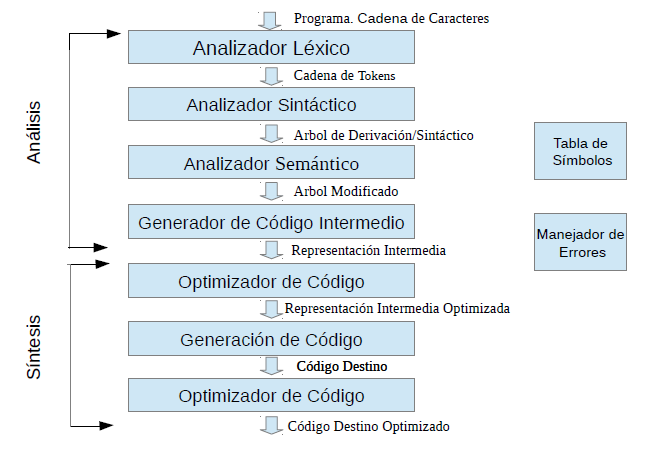 Programa. Cadena de Caracteres
Analizador Léxico
Cadena de Tokens
Analizador Sintáctico
Arbol de Derivación/Sintáctico
Analizador Semántico
Arbol Modificado
Generador de Código Intermedio
Representación Intermedia
Optimizador de Código
Representación Intermedia Optimizada
Generación de Código
Código Destino
Optimizador de Código
Código Destino Optimizado
Análisis
Síntesis
Tabla de
Símbolos
Manejador de
Errores